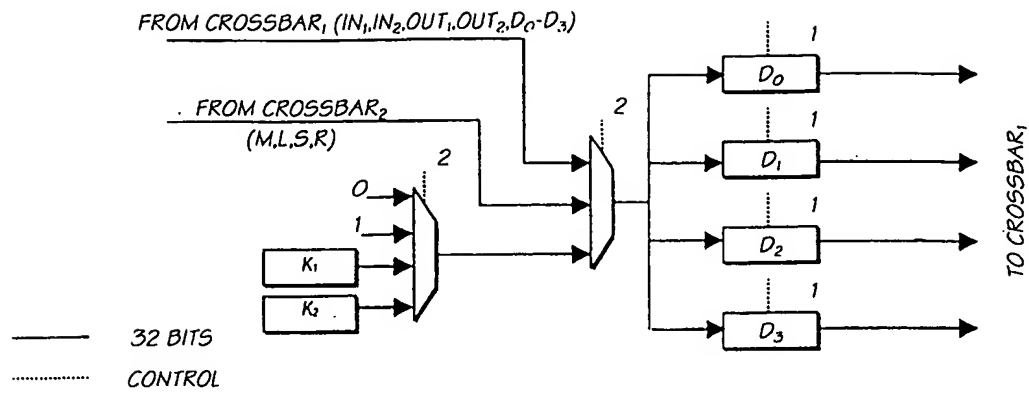 FROM CROSSBAR₁ (IN₁,IN₂,OUT₁,OUT₂,D₀-D₃)
1
D₀
FROM CROSSBAR₂
(M,L,S,R)
2
1
D₁
2
0
1
1
D₂
K₁
K₂
1
D₃
TO CROSSBAR₁
32 BITS
CONTROL